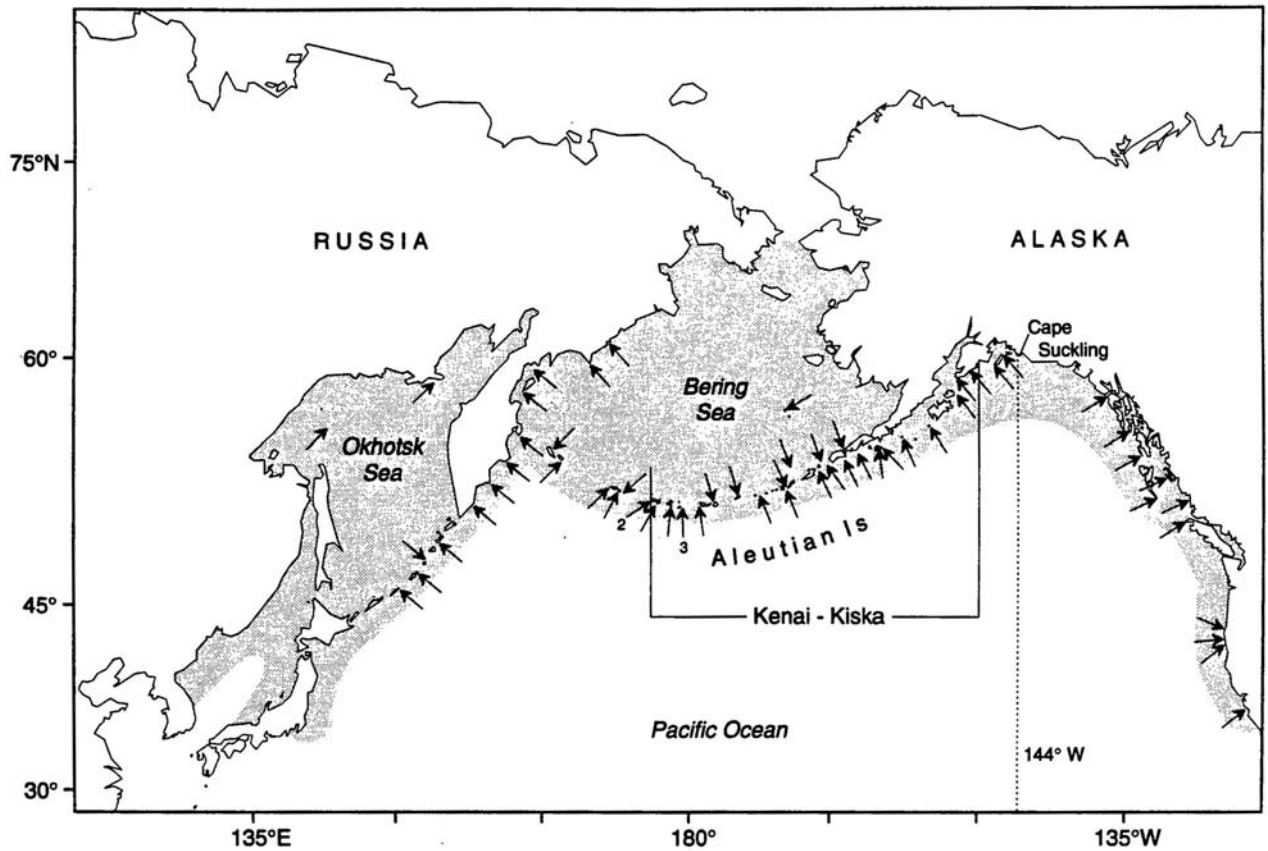 75°N
RUSSIA
ALASKA
60°
Cape
Suckling
Bering
Sea
Okhotsk
Sea
2
3
Aleutian Is
45°
Kenai - Kiska
Pacific Ocean
144° W
30°
135°E
180°
135°W